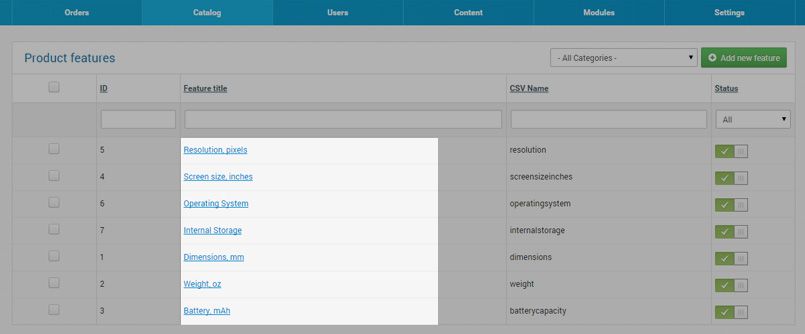 Orders Catalog Users Content Modules Settings
Product features - All Categories - Add new feature
ID Feature title CSV Name Status
All
5 Resolution, pixels resolution
4 Screen size, inches screensizeinches
6 Operating System operatingsystem
7 Internal Storage internalstorage
1 Dimensions, mm dimensions
2 Weight, oz weight
3 Battery, mAh batterycapacity